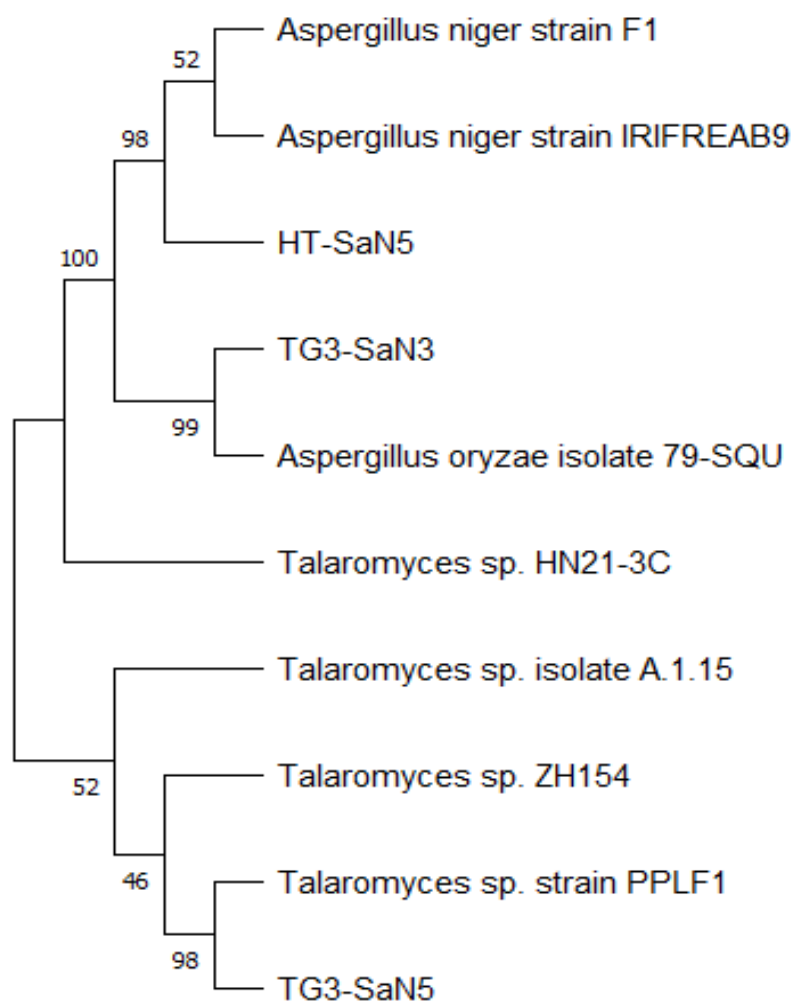 Aspergillus niger strain F1
52
Aspergillus niger strain IRIFREAB9
98
HT-SaN5
100
TG3-SaN3
99
Aspergillus oryzae isolate 79-SQU
Talaromyces sp. HN21-3C
Talaromyces sp. isolate A.1.15
52
Talaromyces sp. ZH154
46
Talaromyces sp. strain PPLF1
98
TG3-SaN5